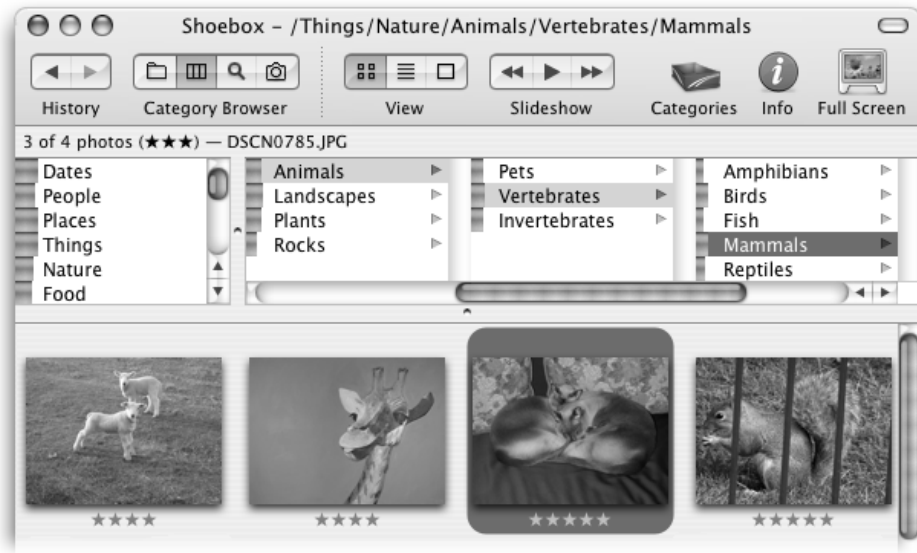 Shoebox – /Things/Nature/Animals/Vertebrates/Mammals
History
Category Browser
View
Slideshow
Categories
Info
Full Screen
3 of 4 photos (★★★) — DSCN0785.JPG
Dates
People
Places
Things
Nature
Food
Animals
Landscapes
Plants
Rocks
Pets
Vertebrates
Invertebrates
Amphibians
Birds
Fish
Mammals
Reptiles
★★★★
★★★★
★★★★★
★★★★★